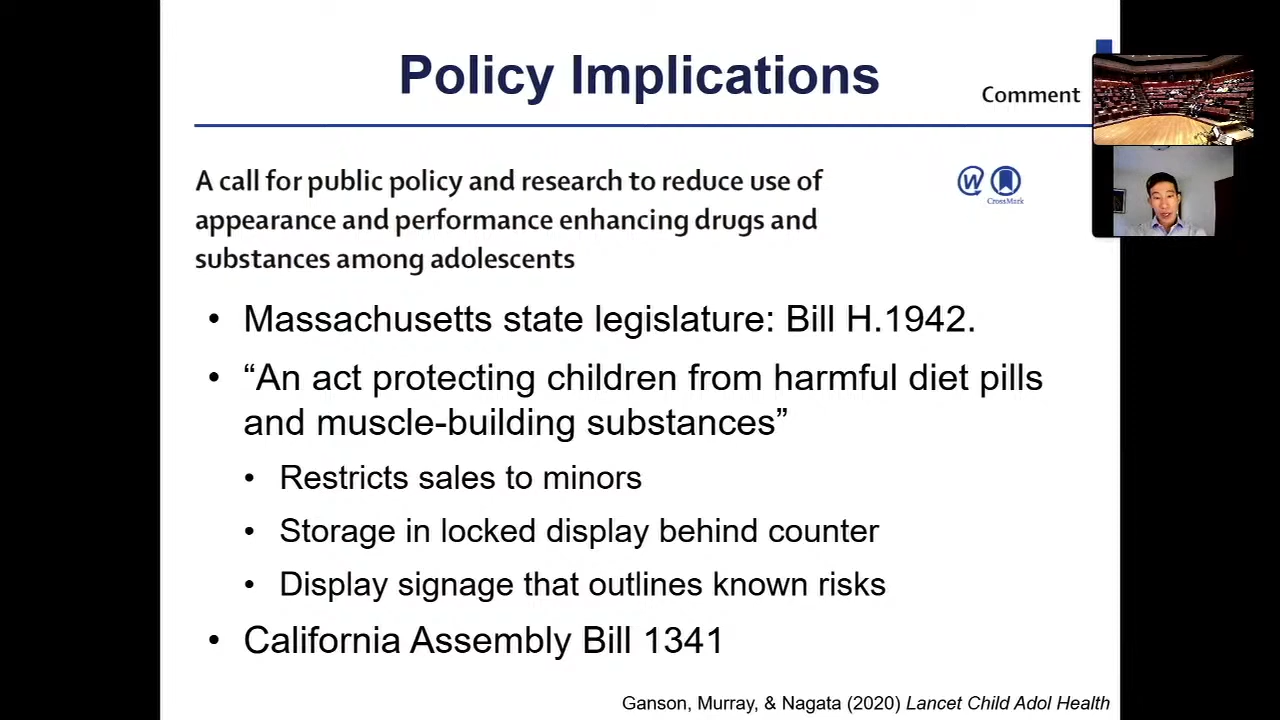 Policy Implications
Comment
A call for public policy and research to reduce use of
appearance and performance enhancing drugs and
substances among adolescents
W
CrossMark
• Massachusetts state legislature: Bill H.1942.
• “An act protecting children from harmful diet pills
and muscle-building substances”
• Restricts sales to minors
• Storage in locked display behind counter
• Display signage that outlines known risks
• California Assembly Bill 1341
Ganson, Murray, & Nagata (2020) Lancet Child Adol Health